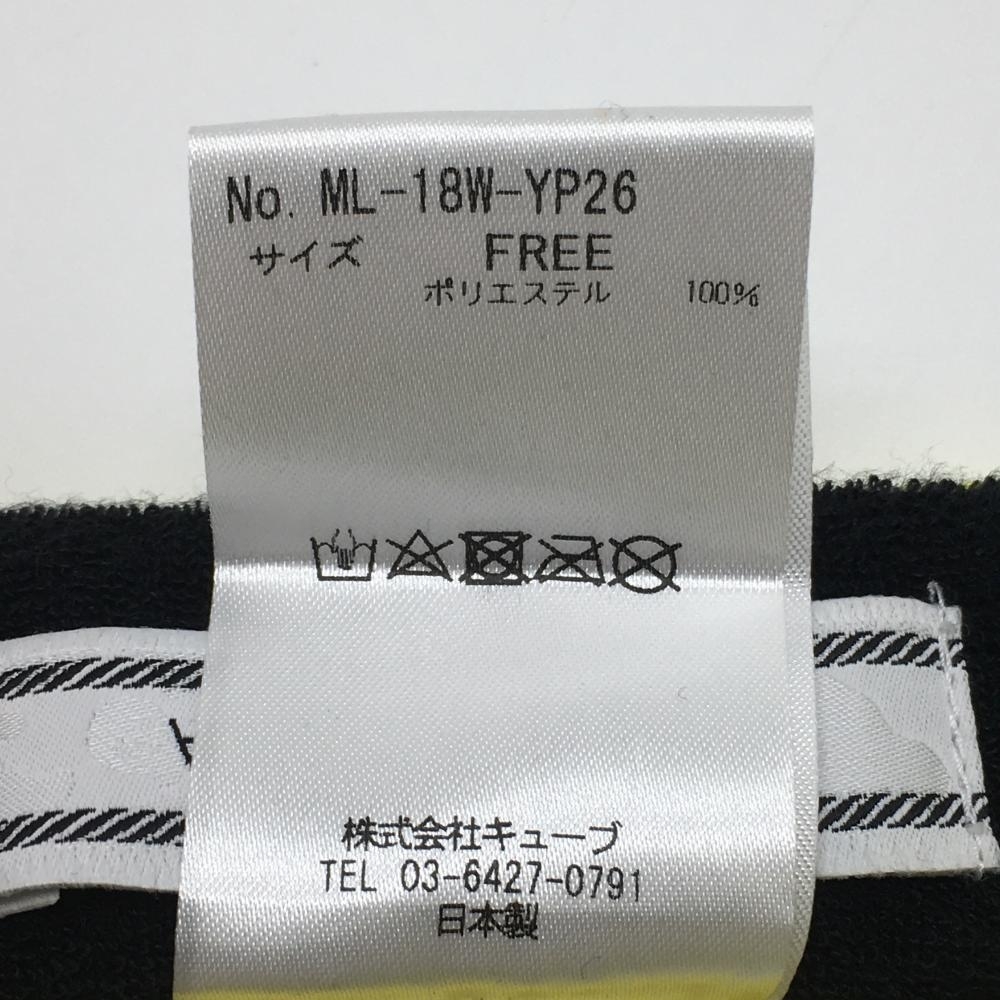 No. ML-18W-YP26
サイズ FREE
ポリエステル 100%
株式会社キューブ
TEL 03-6427-0791
日本製